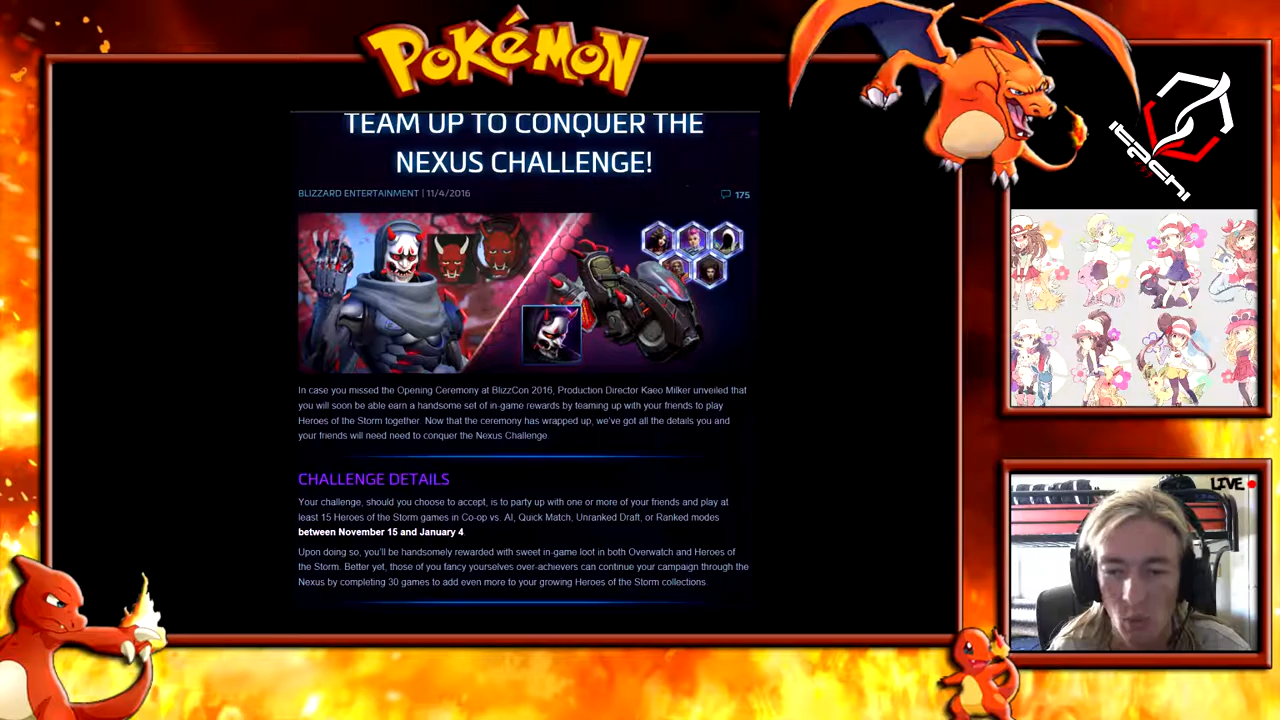 POKéMON
TEAM UP TO CONQUER THE
NEXUS CHALLENGE!
BLIZZARD ENTERTAINMENT | 11/4/2016
175
In case you missed the Opening Ceremony at BlizzCon 2016, Production Director Kaeo Milker unveiled that
you will soon be able earn a handsome set of in-game rewards by teaming up with your friends to play
Heroes of the Storm together. Now that the ceremony has wrapped up, we've got all the details you and
your friends will need need to conquer the Nexus Challenge.
CHALLENGE DETAILS
Your challenge, should you choose to accept, is to party up with one or more of your friends and play at
least 15 Heroes of the Storm games in Co-op vs. AI, Quick Match, Unranked Draft, or Ranked modes
between November 15 and January 4.
Upon doing so, you'll be handsomely rewarded with sweet in-game loot in both Overwatch and Heroes of
the Storm. Better yet, those of you fancy yourselves over-achievers can continue your campaign through the
Nexus by completing 30 games to add even more to your growing Heroes of the Storm collections.
itachi
LIVE